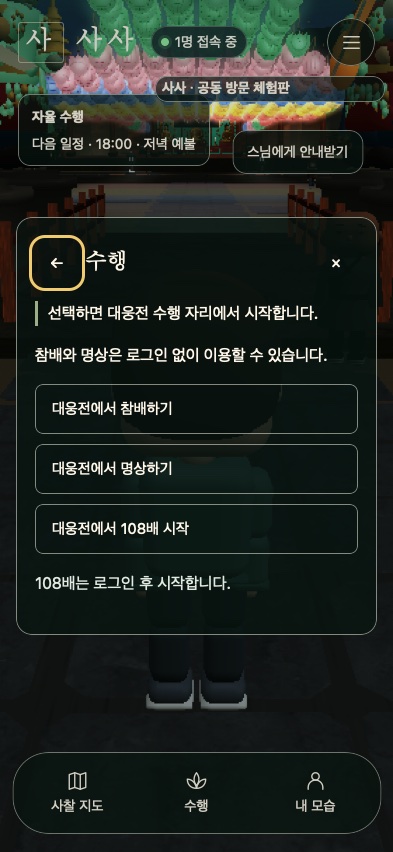 사 사사
1명 접속 중
사사 · 공동 방문 체험판
자율 수행
다음 일정 · 18:00 · 저녁 예불
스님에게 안내받기
수행
선택하면 대웅전 수행 자리에서 시작합니다.
참배와 명상은 로그인 없이 이용할 수 있습니다.
대웅전에서 참배하기
대웅전에서 명상하기
대웅전에서 108배 시작
108배는 로그인 후 시작합니다.
사찰 지도
수행
내 모습